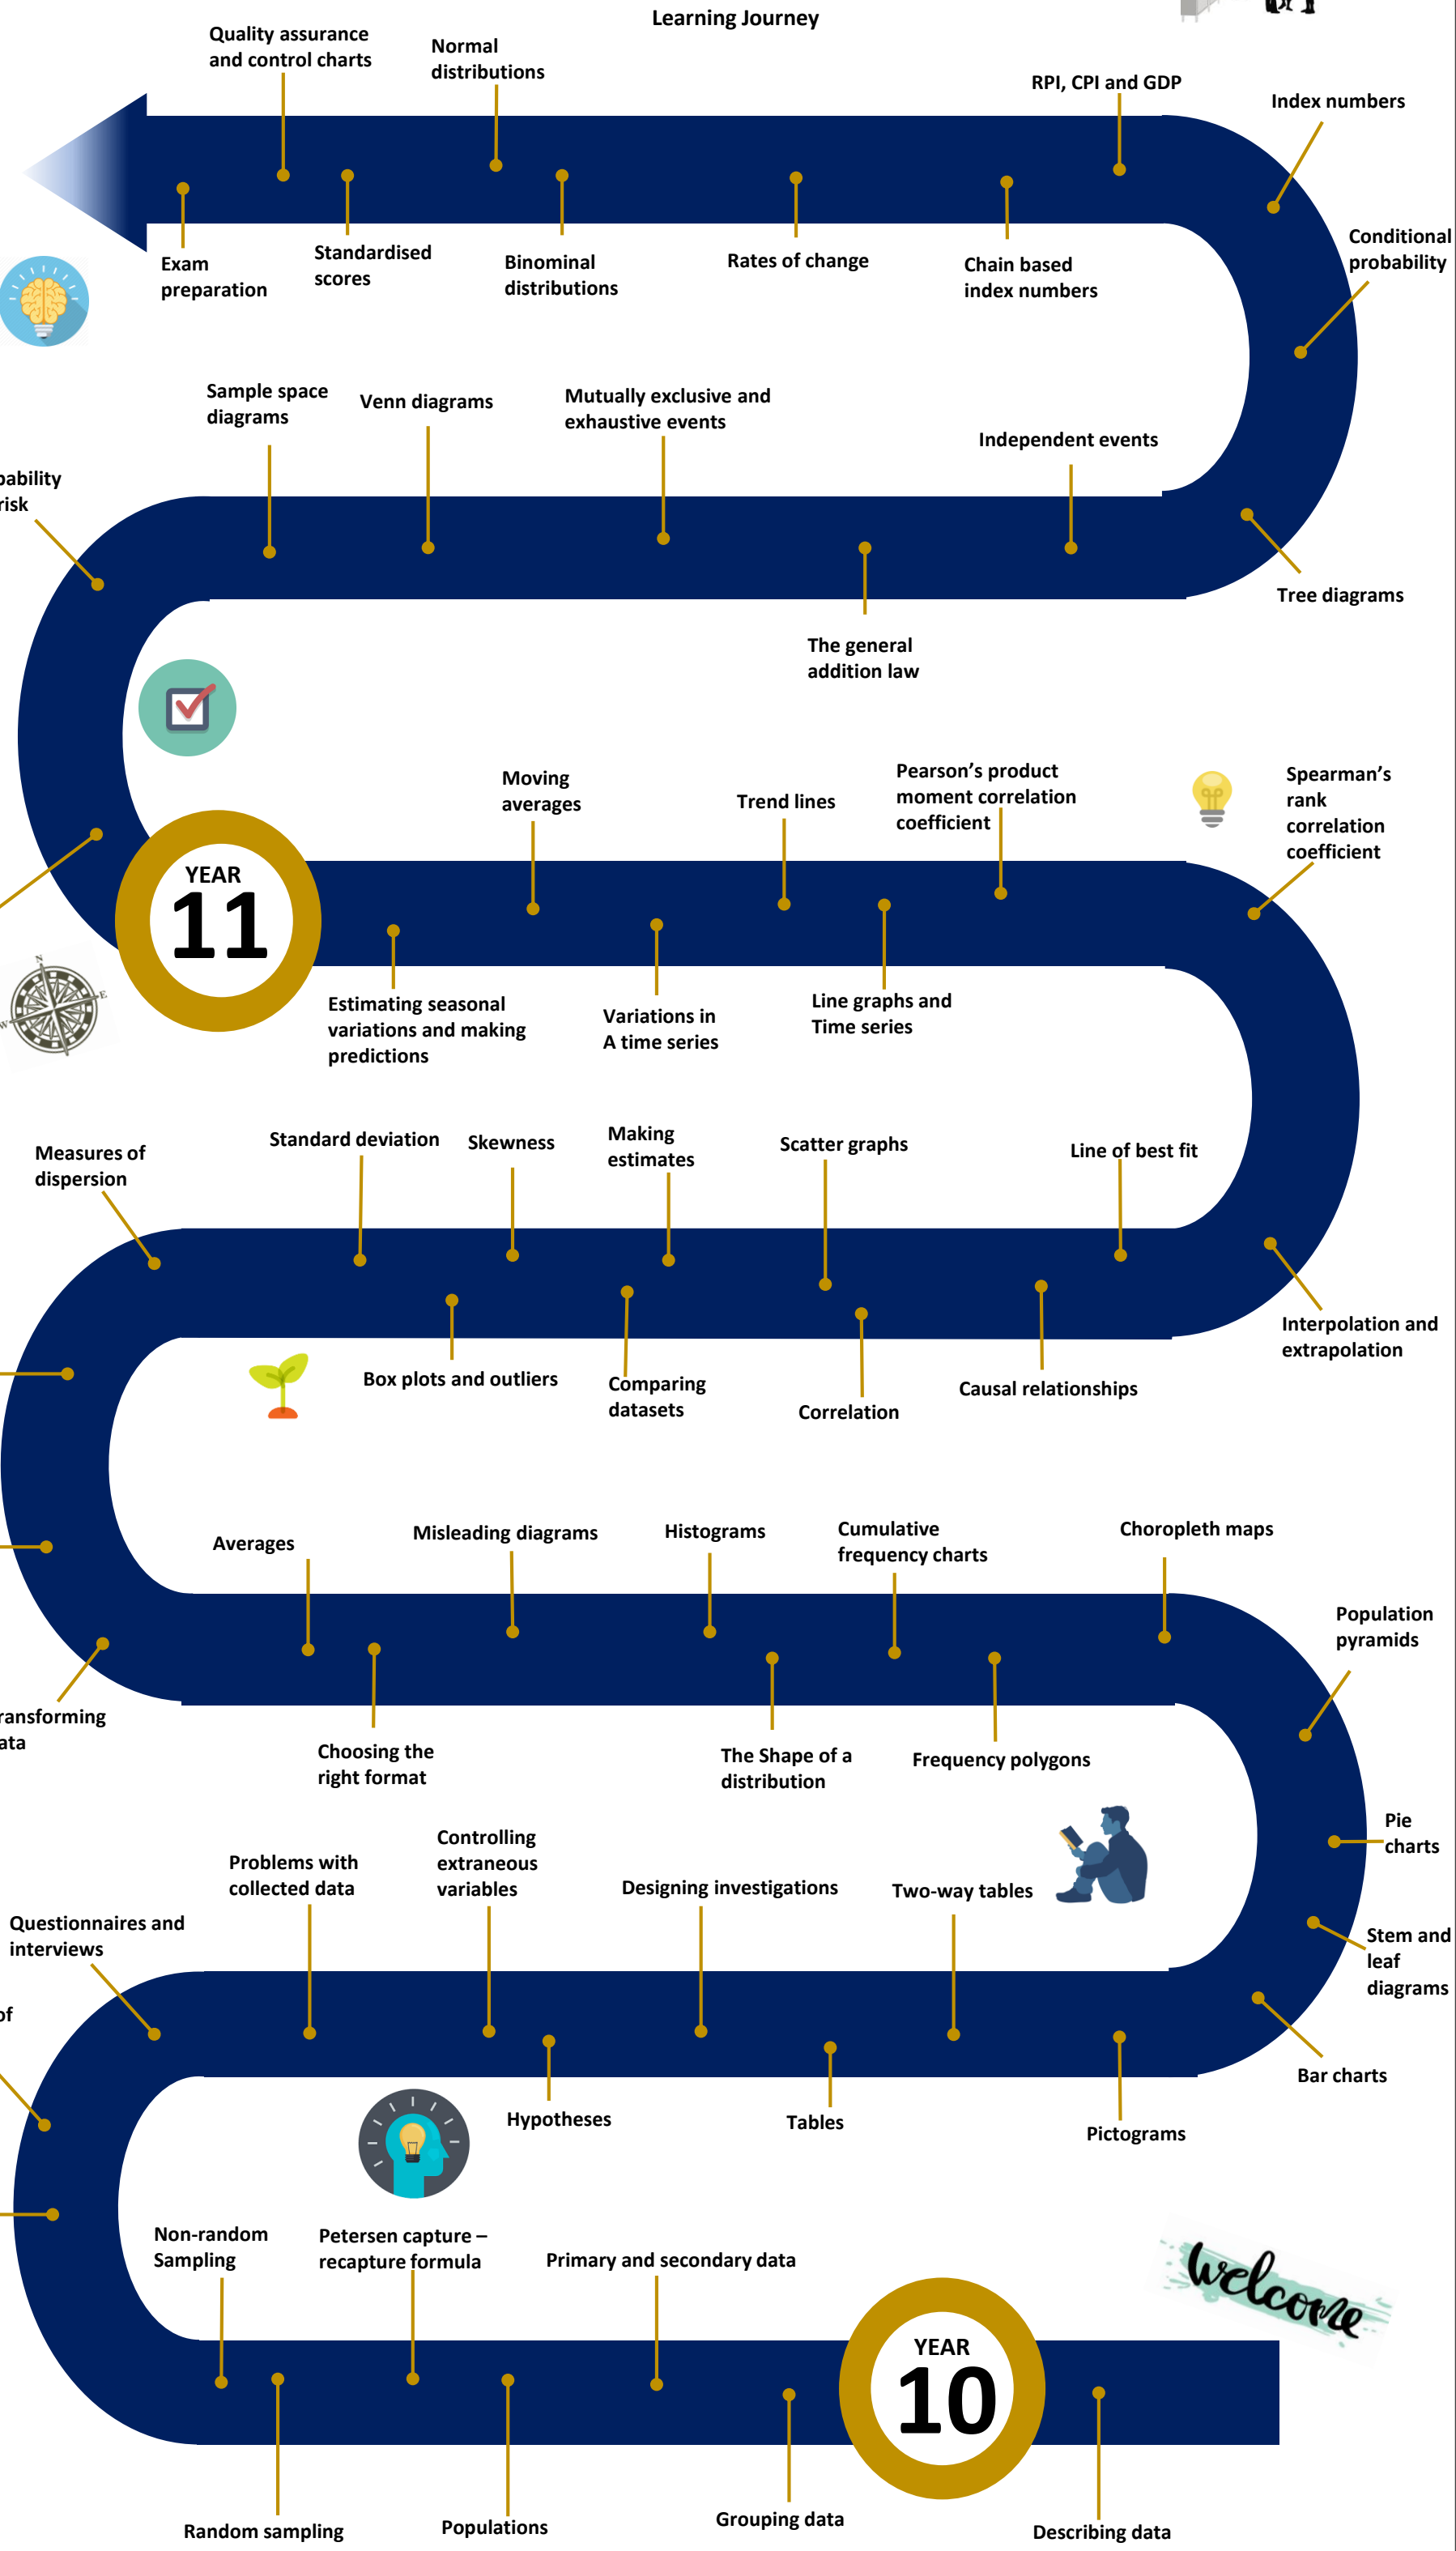 Learning Journey
Quality assurance
and control charts
Normal
distributions
RPI, CPI and GDP
Index numbers
Conditional
probability
Exam
preparation
Standardised
scores
Binominal
distributions
Rates of change
Chain based
index numbers
Sample space
diagrams
Venn diagrams
Mutually exclusive and
exhaustive events
Independent events
risk
Tree diagrams
The general
addition law
Moving
averages
Trend lines
Pearson’s product
moment correlation
coefficient
Spearman’s
rank
correlation
coefficient
YEAR
11
N
E
W
Estimating seasonal
variations and making
predictions
Variations in
A time series
Line graphs and
Time series
Measures of
dispersion
Standard deviation
Skewness
Making
estimates
Scatter graphs
Line of best fit
Interpolation and
extrapolation
Box plots and outliers
Comparing
datasets
Correlation
Causal relationships
Averages
Misleading diagrams
Histograms
Cumulative
frequency charts
Choropleth maps
Population
pyramids
Choosing the
right format
The Shape of a
distribution
Frequency polygons
Pie
charts
Problems with
collected data
Controlling
extraneous
variables
Designing investigations
Two-way tables
Questionnaires and
interviews
Stem and
leaf
diagrams
of
Bar charts
Hypotheses
Tables
Pictograms
Non-random
Sampling
Petersen capture –
recapture formula
Primary and secondary data
welcome
YEAR
10
Random sampling
Populations
Grouping data
Describing data